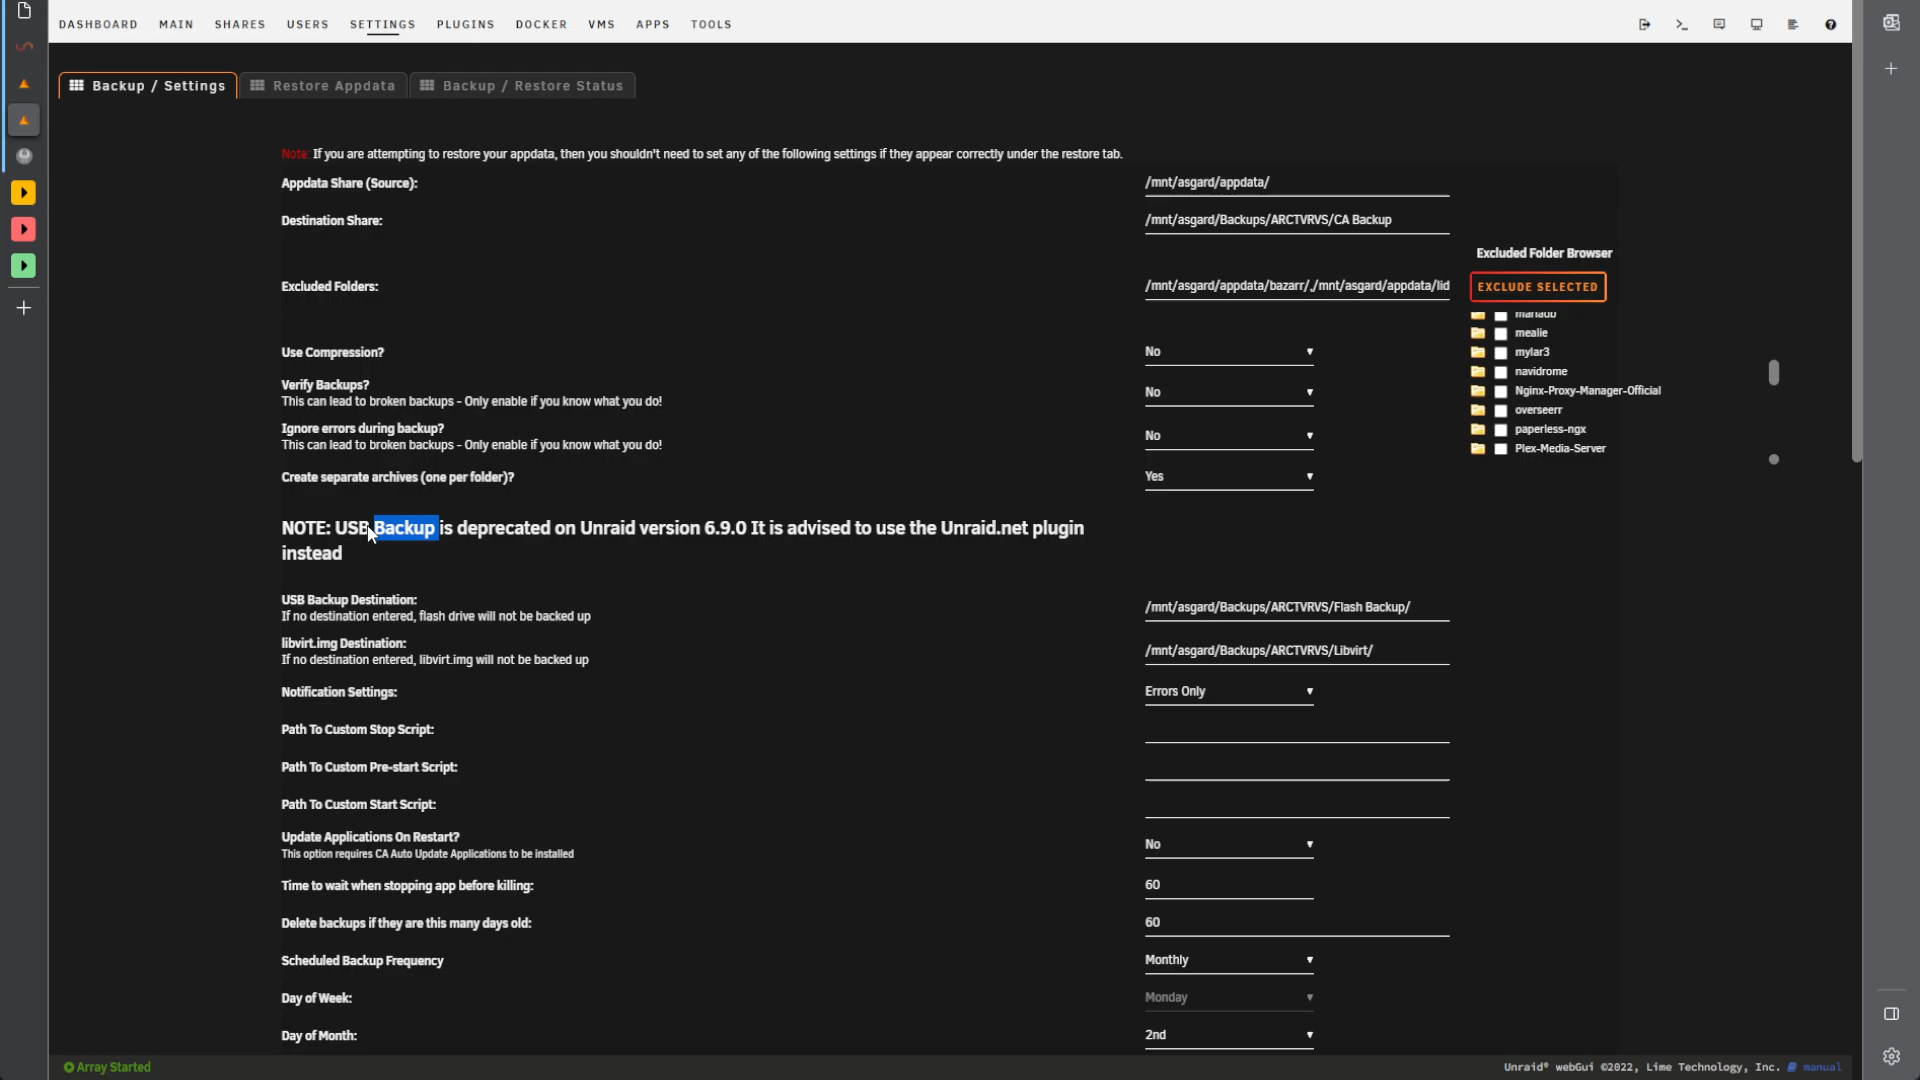 DASHBOARD MAIN SHARES USERS SETTINGS PLUGINS DOCKER VMS APPS TOOLS
Backup / Settings Restore Appdata Backup / Restore Status
Note: If you are attempting to restore your appdata, then you shouldn't need to set any of the following settings if they appear correctly under the restore tab.
Appdata Share (Source): /mnt/asgard/appdata/
Destination Share: /mnt/asgard/Backups/ARCTVRVS/CA Backup
Excluded Folder Browser
Excluded Folders: /mnt/asgard/appdata/bazarr/,/mnt/asgard/appdata/lid EXCLUDE SELECTED
mariadb
mealie
Use Compression? No mylar3
navidrome
Verify Backups? No Nginx-Proxy-Manager-Official
This can lead to broken backups - Only enable if you know what you do!
overseerr
Ignore errors during backup? No paperless-ngx
This can lead to broken backups - Only enable if you know what you do!
Plex-Media-Server
Create separate archives (one per folder)? Yes
NOTE: USB Backup is deprecated on Unraid version 6.9.0 It is advised to use the Unraid.net plugin
instead
USB Backup Destination: /mnt/asgard/Backups/ARCTVRVS/Flash Backup/
If no destination entered, flash drive will not be backed up
libvirt.img Destination: /mnt/asgard/Backups/ARCTVRVS/Libvirt/
If no destination entered, libvirt.img will not be backed up
Notification Settings: Errors Only
Path To Custom Stop Script:
Path To Custom Pre-start Script:
Path To Custom Start Script:
Update Applications On Restart? No
This option requires CA Auto Update Applications to be installed
Time to wait when stopping app before killing: 60
Delete backups if they are this many days old: 60
Scheduled Backup Frequency Monthly
Day of Week: Monday
Day of Month: 2nd
Array Started Unraid® webGui ©2022, Lime Technology, Inc. manual